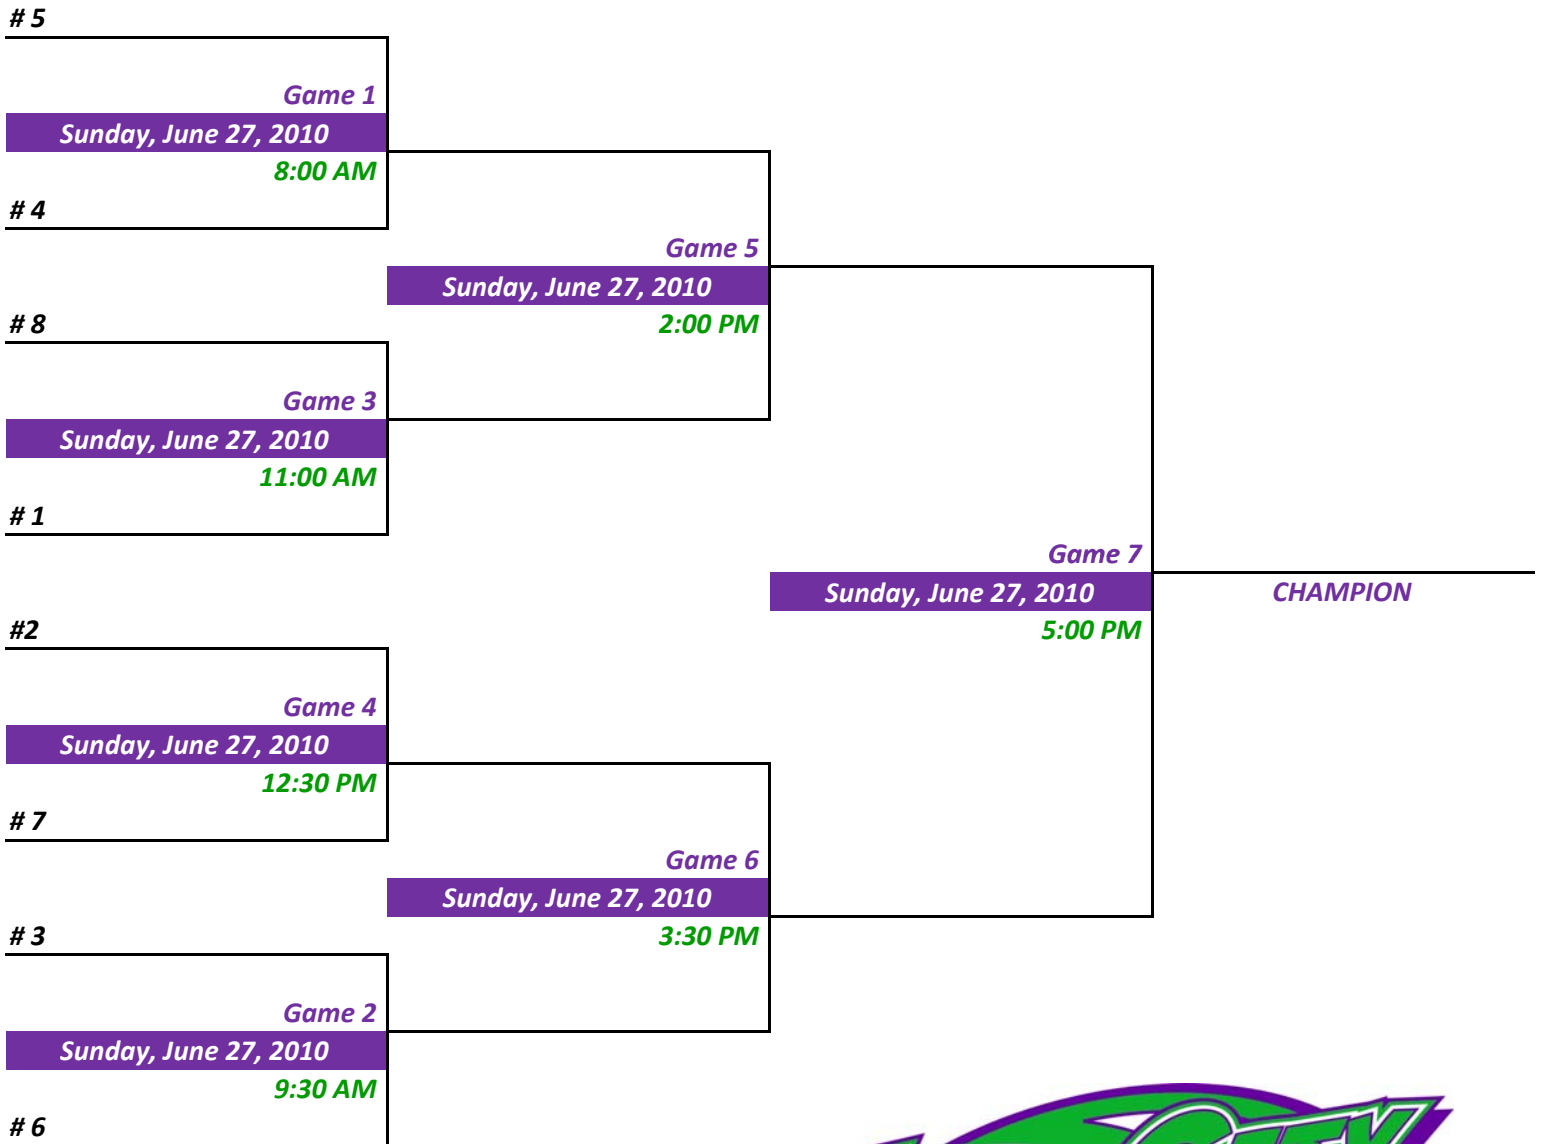 # 5
Game 1
Sunday, June 27, 2010
8:00 AM
# 4
Game 5
Sunday, June 27, 2010
2:00 PM
# 8
Game 3
Sunday, June 27, 2010
11:00 AM
# 1
Game 7
Sunday, June 27, 2010
5:00 PM
CHAMPION
#2
Game 4
Sunday, June 27, 2010
12:30 PM
# 7
Game 6
Sunday, June 27, 2010
3:30 PM
# 3
Game 2
Sunday, June 27, 2010
9:30 AM
# 6